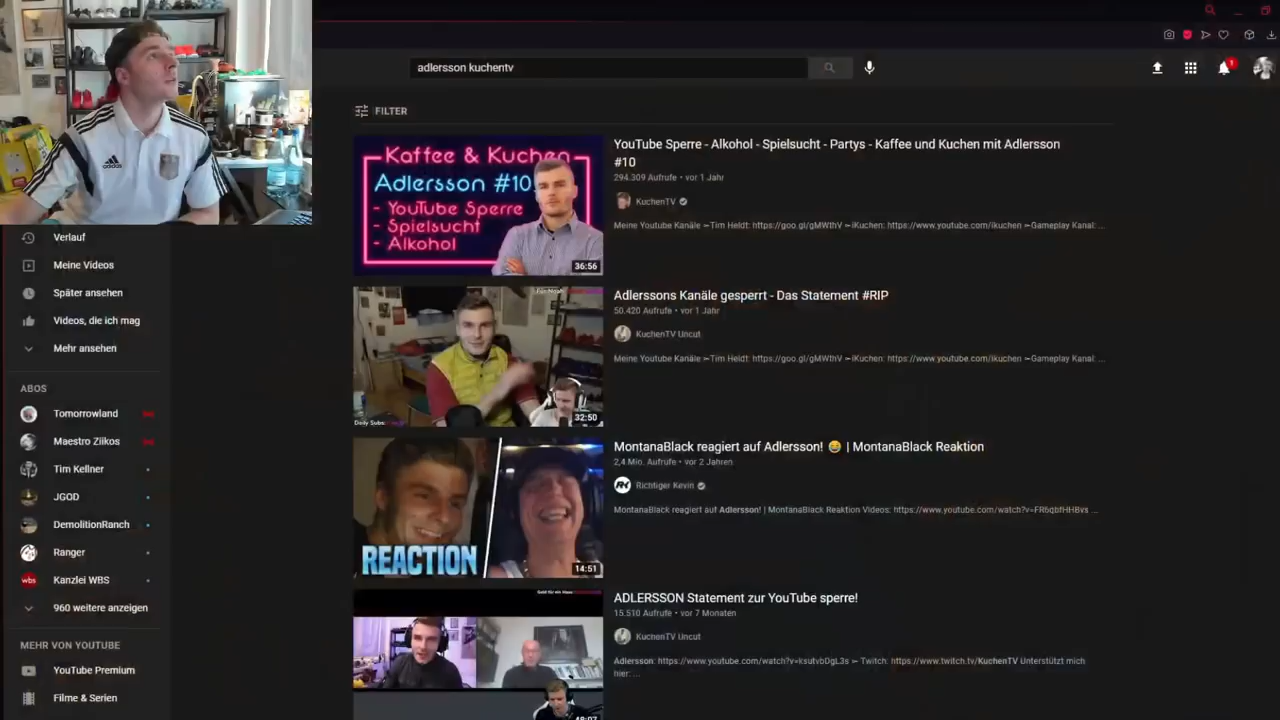 adlersson kuchentv
1
FILTER
Kaffee & Kuchen
Adlersson #10
- YouTube Sperre
- Spielsucht
- Alkohol
36:56
YouTube Sperre - Alkohol - Spielsucht - Partys - Kaffee und Kuchen mit Adlersson
#10
294.309 Aufrufe • vor 1 Jahr
KuchenTV
Meine Youtube Kanäle ➢Tim Heldt: https://goo.gl/gMWthV ➢iKuchen: https://www.youtube.com/ikuchen ➢Gameplay Kanal: ...
32:50
Adlerssons Kanäle gesperrt - Das Statement #RIP
50.420 Aufrufe • vor 1 Jahr
KuchenTV Uncut
Meine Youtube Kanäle ➢Tim Heldt: https://goo.gl/gMWthV ➢iKuchen: https://www.youtube.com/ikuchen ➢Gameplay Kanal: ...
REACTION
14:51
MontanaBlack reagiert auf Adlersson! 😂 | MontanaBlack Reaktion
2,4 Mio. Aufrufe • vor 2 Jahren
Richtiger Kevin
MontanaBlack reagiert auf Adlersson! | MontanaBlack Reaktion Videos: https://www.youtube.com/watch?v=FR6qbfHHBvs ...
ADLERSSON Statement zur YouTube sperre!
15.510 Aufrufe • vor 7 Monaten
KuchenTV Uncut
Adlersson: https://www.youtube.com/watch?v=ksutvbDgL3s ➢ Twitch: https://www.twitch.tv/KuchenTV Unterstützt mich
hier: ...
Verlauf
Meine Videos
Später ansehen
Videos, die ich mag
Mehr ansehen
ABOS
Tomorrowland
Maestro Ziikos
Tim Kellner
JGOD
DemolitionRanch
Ranger
wbs
Kanzlei WBS
960 weitere anzeigen
MEHR VON YOUTUBE
YouTube Premium
Filme & Serien